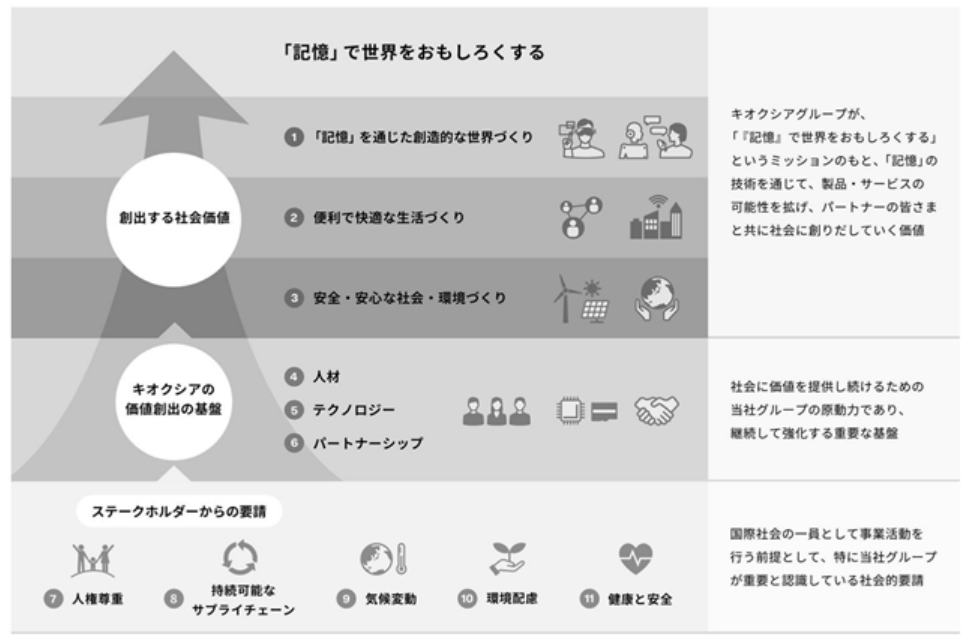 「記憶」で世界をおもしろくする
創出する社会価値
1 「記憶」を通じた創造的な世界づくり
2 便利で快適な生活づくり
3 安全・安心な社会・環境づくり
キオクシアグループが、
「『記憶』で世界をおもしろくする」
というミッションのもと、「記憶」の
技術を通じて、製品・サービスの
可能性を拡げ、パートナーの皆さま
と共に社会に創りだしていく価値
キオクシアの
価値創出の基盤
4 人材
5 テクノロジー
6 パートナーシップ
社会に価値を提供し続けるための
当社グループの原動力であり、
継続して強化する重要な基盤
ステークホルダーからの要請
7 人権尊重
8 持続可能な
サプライチェーン
9 気候変動
10 環境配慮
11 健康と安全
国際社会の一員として事業活動を
行う前提として、特に当社グループ
が重要と認識している社会的要請